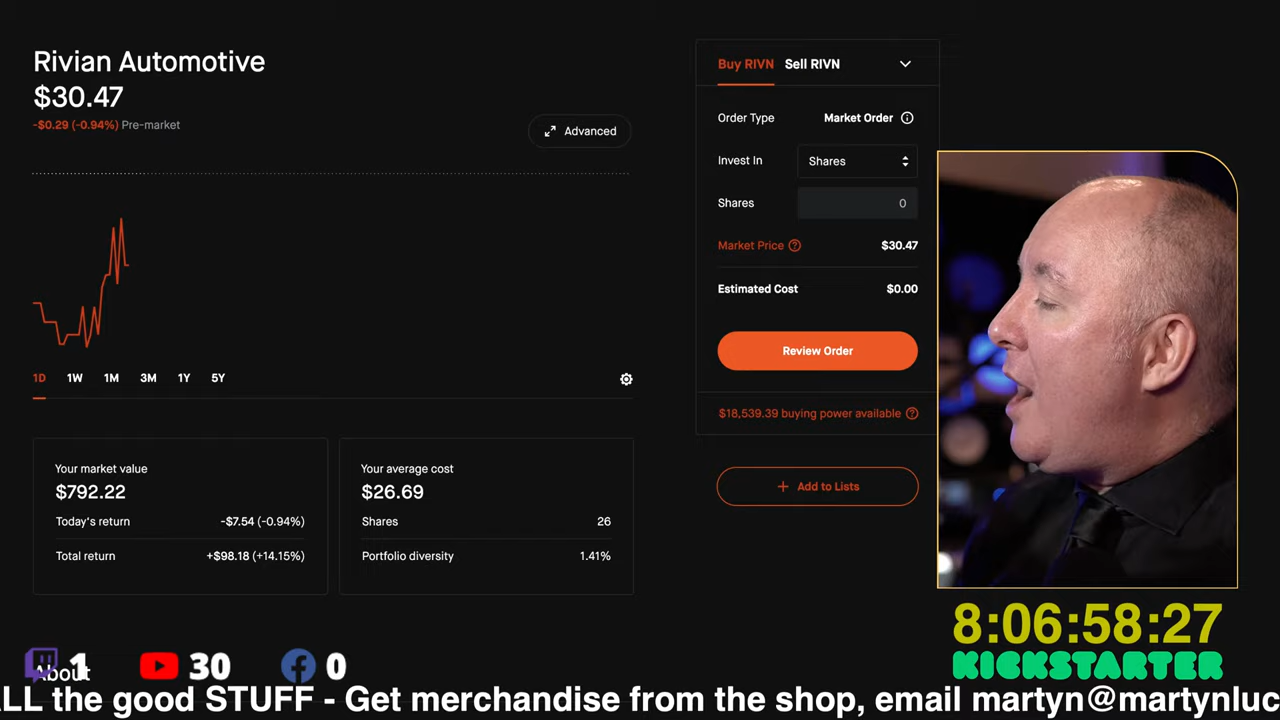 Rivian Automotive
$30.47
-$0.29 (-0.94%) Pre-market
Advanced
1D 1W 1M 3M 1Y 5Y
Your market value
$792.22
Today's return -$7.54 (-0.94%)
Total return +$98.18 (+14.15%)
Your average cost
$26.69
Shares 26
Portfolio diversity 1.41%
Buy RIVN Sell RIVN
Order Type Market Order
Invest In Shares
Shares 0
Market Price $30.47
Estimated Cost $0.00
Review Order
$18,539.39 buying power available
+ Add to Lists
8:06:58:27
KICKSTARTER
About
1 30 0
ALL the good STUFF - Get merchandise from the shop, email martyn@martynluc